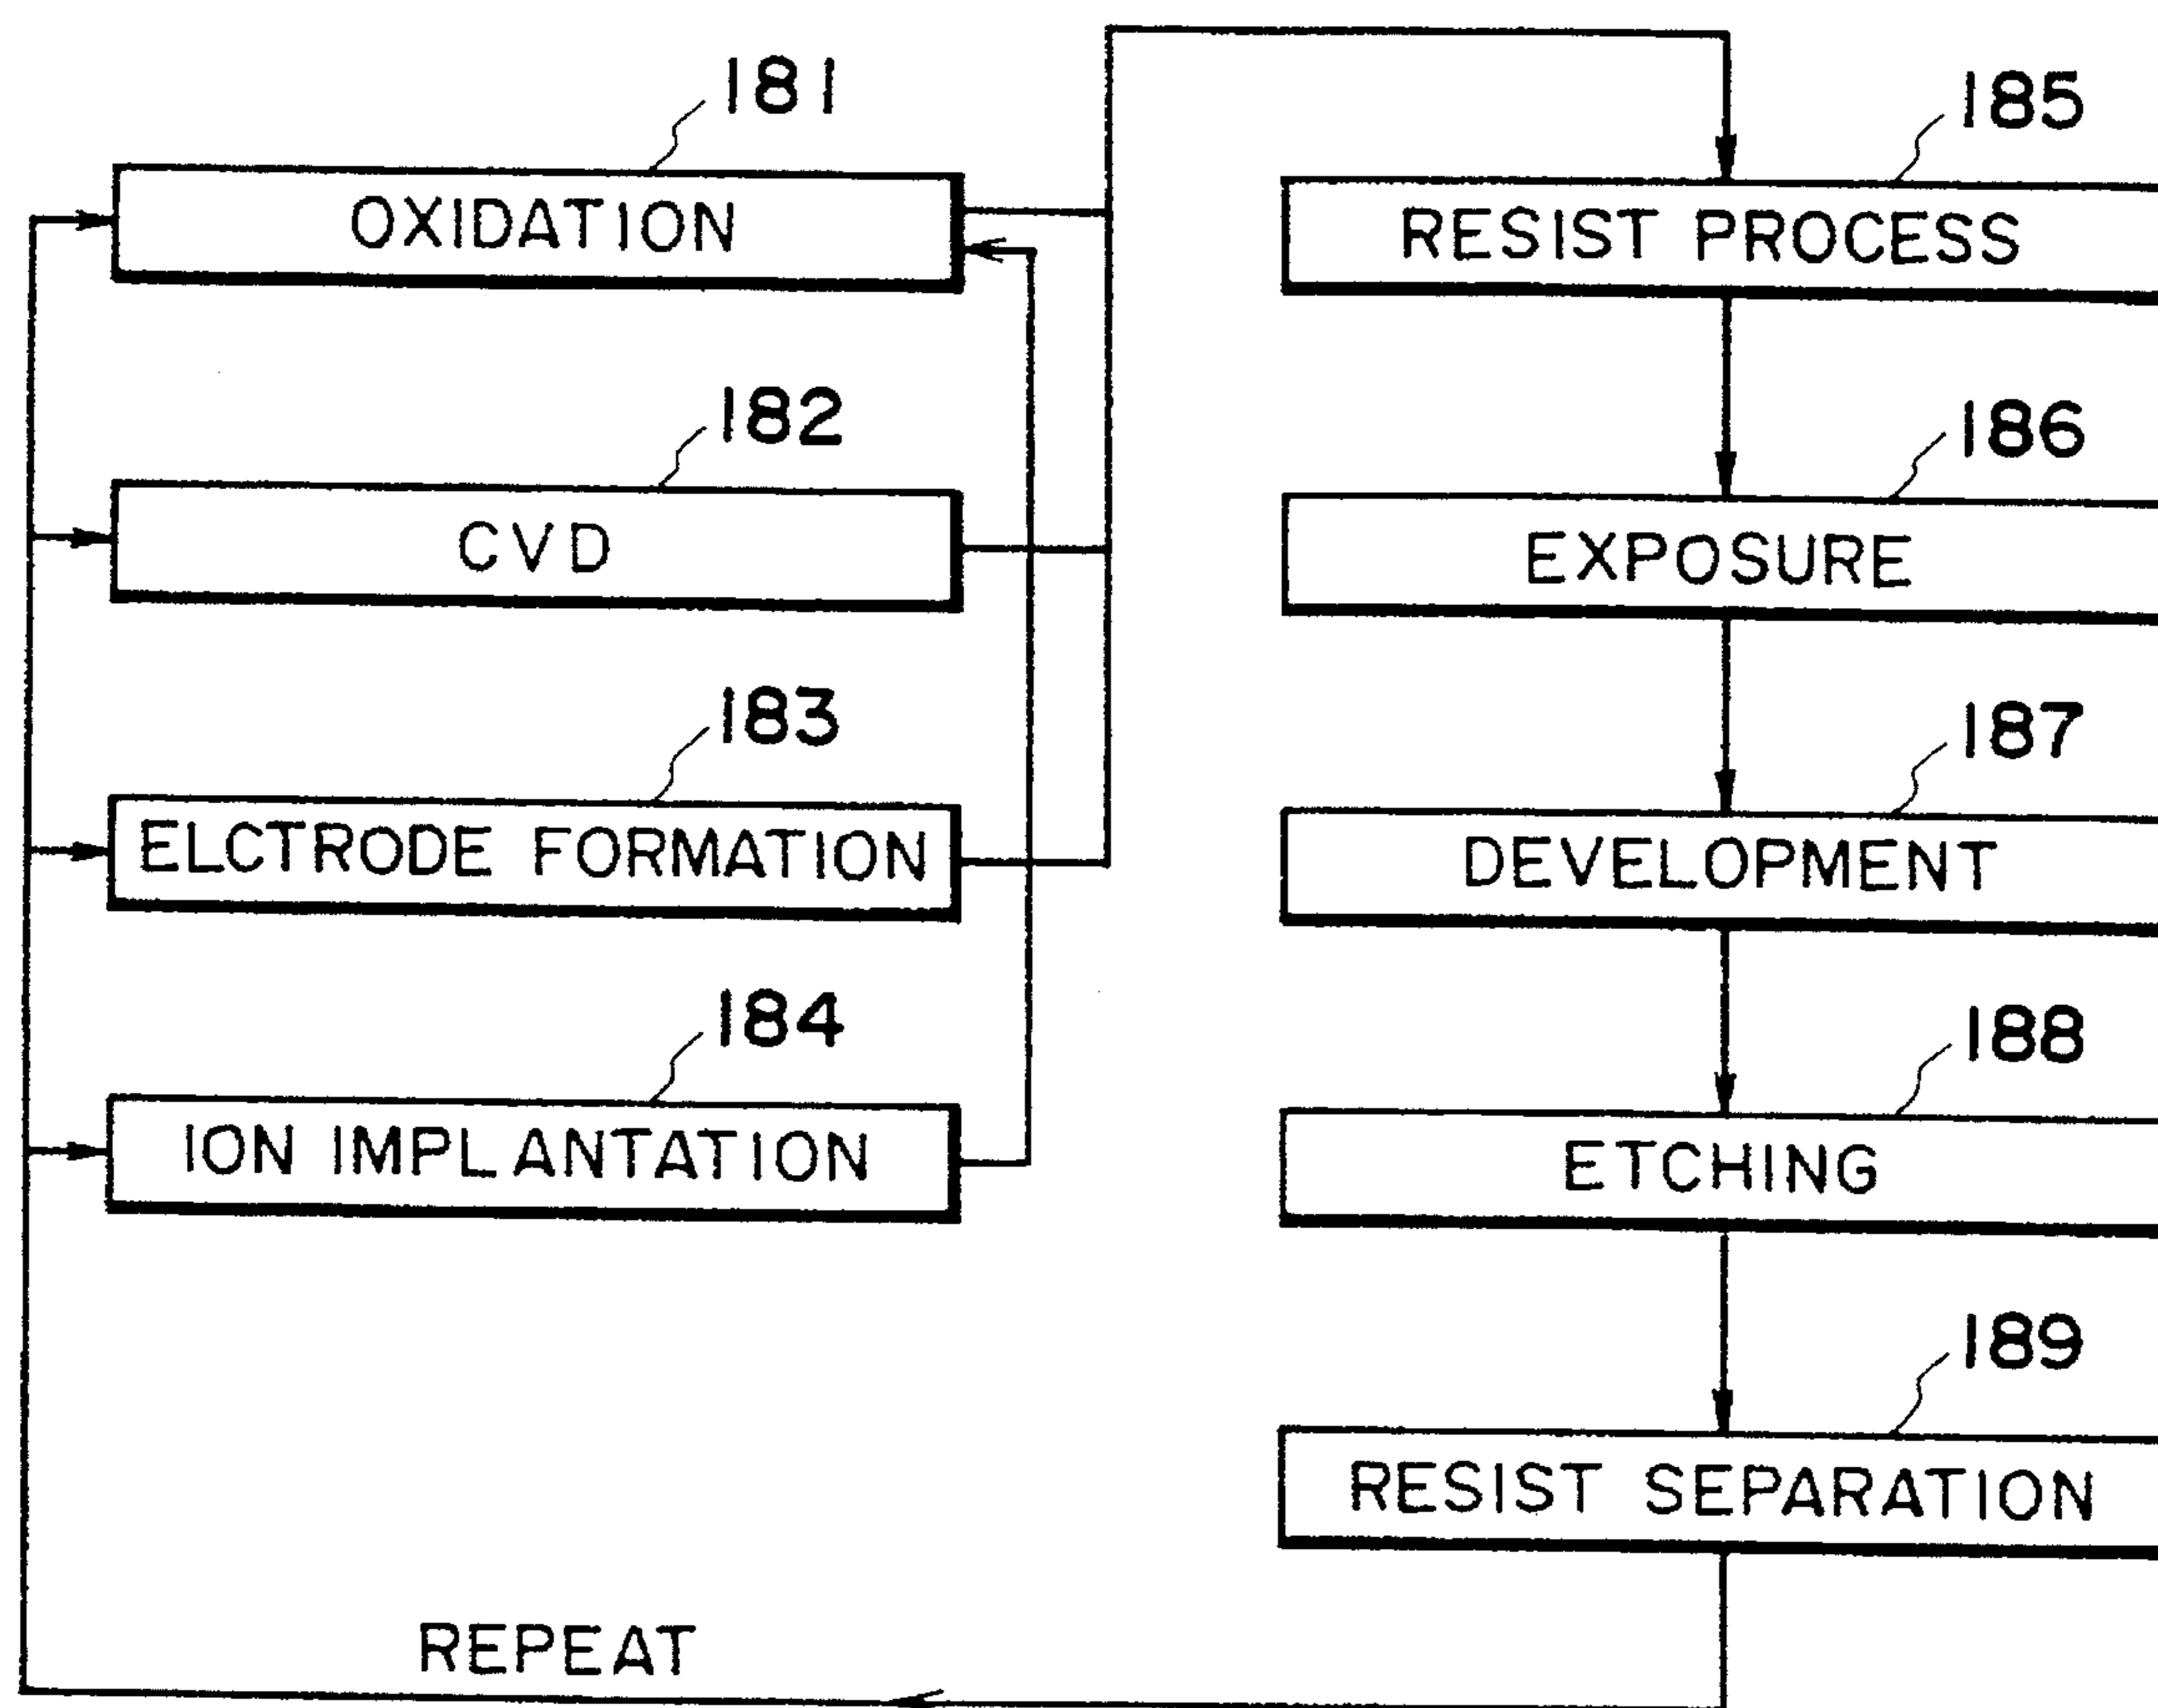 181
OXIDATION
182
CVD
183
ELCTRODE FORMATION
184
ION IMPLANTATION
185
RESIST PROCESS
186
EXPOSURE
187
DEVELOPMENT
188
ETCHING
189
RESIST SEPARATION
REPEAT